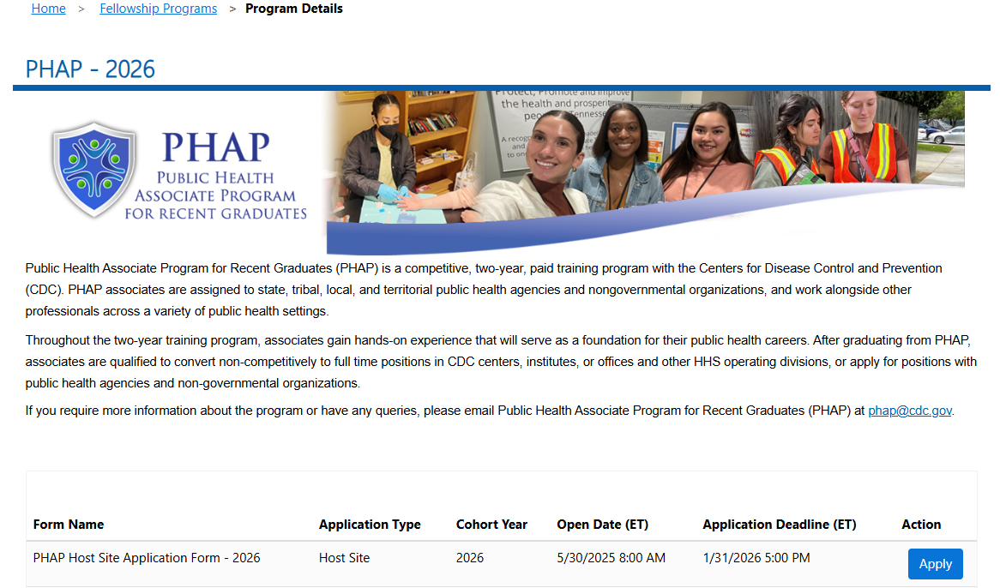 Home > Fellowship Programs > Program Details
PHAP - 2026
PHAP
PUBLIC HEALTH
ASSOCIATE PROGRAM
FOR RECENT GRADUATES
Protect, Promote and Improve
the health and prosperit
peo
Tennesse
A recog
and
to on
Public Health Associate Program for Recent Graduates (PHAP) is a competitive, two-year, paid training program with the Centers for Disease Control and Prevention
(CDC). PHAP associates are assigned to state, tribal, local, and territorial public health agencies and nongovernmental organizations, and work alongside other
professionals across a variety of public health settings.
Throughout the two-year training program, associates gain hands-on experience that will serve as a foundation for their public health careers. After graduating from PHAP,
associates are qualified to convert non-competitively to full time positions in CDC centers, institutes, or offices and other HHS operating divisions, or apply for positions with
public health agencies and non-governmental organizations.
If you require more information about the program or have any queries, please email Public Health Associate Program for Recent Graduates (PHAP) at phap@cdc.gov.
Form Name Application Type Cohort Year Open Date (ET) Application Deadline (ET) Action
PHAP Host Site Application Form - 2026 Host Site 2026 5/30/2025 8:00 AM 1/31/2026 5:00 PM Apply